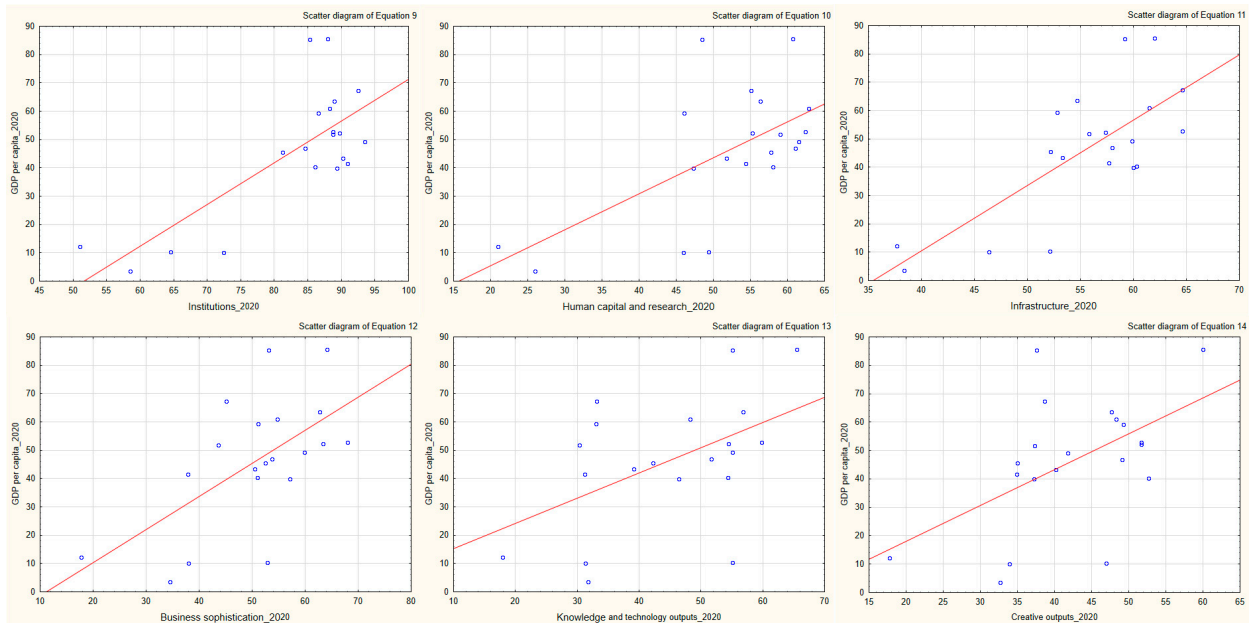 Scatter diagram of Equation 9
90
80
70
60
50
40
30
20
10
0
GDP per capita_2020
45 50 55 60 65 70 75 80 85 90 95 100
Institutions_2020
Scatter diagram of Equation 10
90
80
70
60
50
40
30
20
10
0
GDP per capita_2020
15 20 25 30 35 40 45 50 55 60 65
Human capital and research_2020
Scatter diagram of Equation 11
90
80
70
60
50
40
30
20
10
0
GDP per capita_2020
35 40 45 50 55 60 65 70
Infrastructure_2020
Scatter diagram of Equation 12
90
80
70
60
50
40
30
20
10
0
GDP per capita_2020
10 20 30 40 50 60 70 80
Business sophistication_2020
Scatter diagram of Equation 13
90
80
70
60
50
40
30
20
10
0
GDP per capita_2020
10 20 30 40 50 60 70
Knowledge and technology outputs_2020
Scatter diagram of Equation 14
90
80
70
60
50
40
30
20
10
0
GDP per capita_2020
15 20 25 30 35 40 45 50 55 60 65
Creative outputs_2020